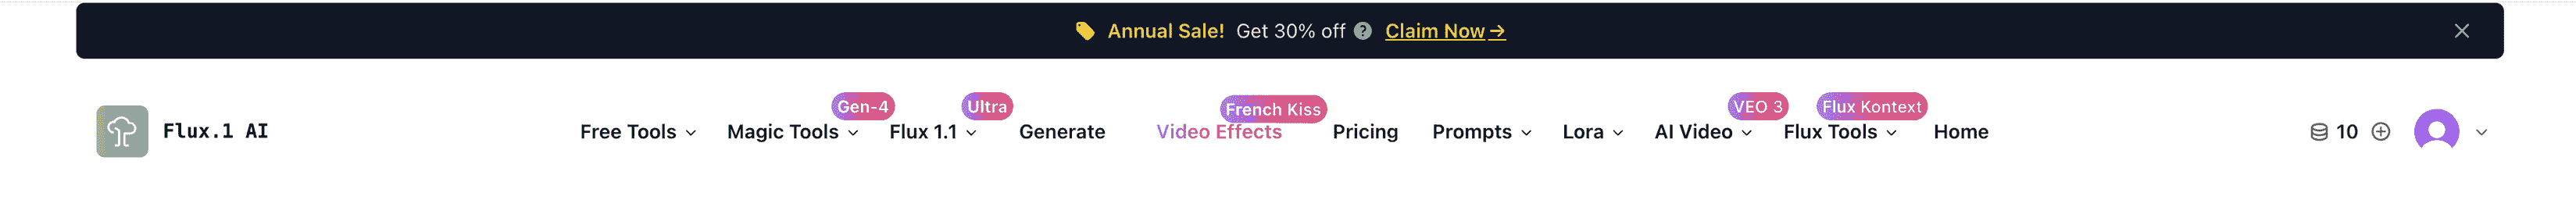 Annual Sale! Get 30% off ? Claim Now →
Gen-4 Ultra French Kiss VEO 3 Flux Kontext
Flux.1 AI Free Tools Magic Tools Flux 1.1 Generate Video Effects Pricing Prompts Lora AI Video Flux Tools Home 10